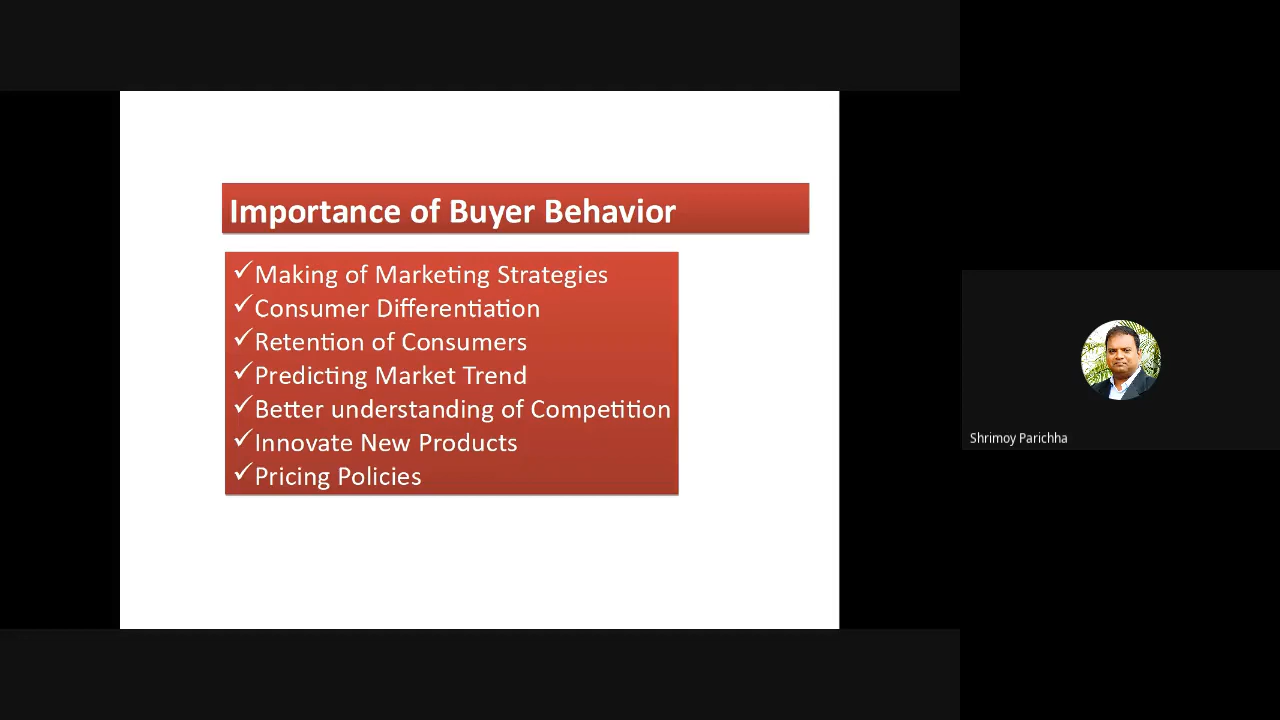 Importance of Buyer Behavior
✓Making of Marketing Strategies
✓Consumer Differentiation
✓Retention of Consumers
✓Predicting Market Trend
✓Better understanding of Competition
✓Innovate New Products
✓Pricing Policies
Shrimoy Parichha